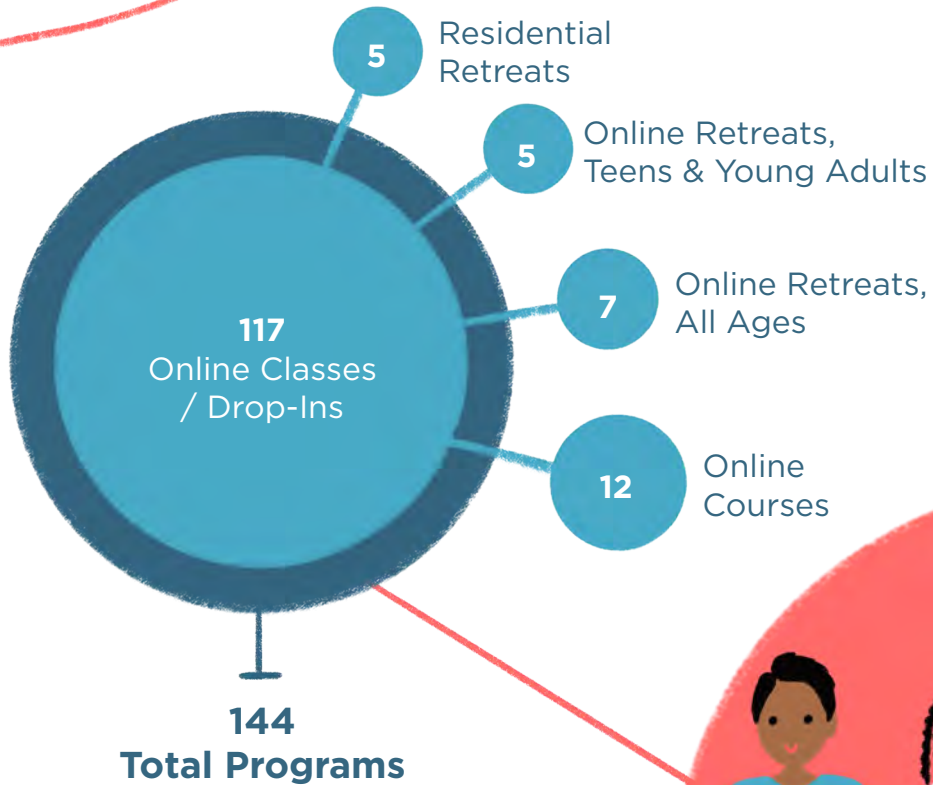 5
Residential
Retreats
5
Online Retreats,
Teens & Young Adults
7
Online Retreats,
All Ages
117
Online Classes
/ Drop-Ins
12
Online
Courses
144
Total Programs